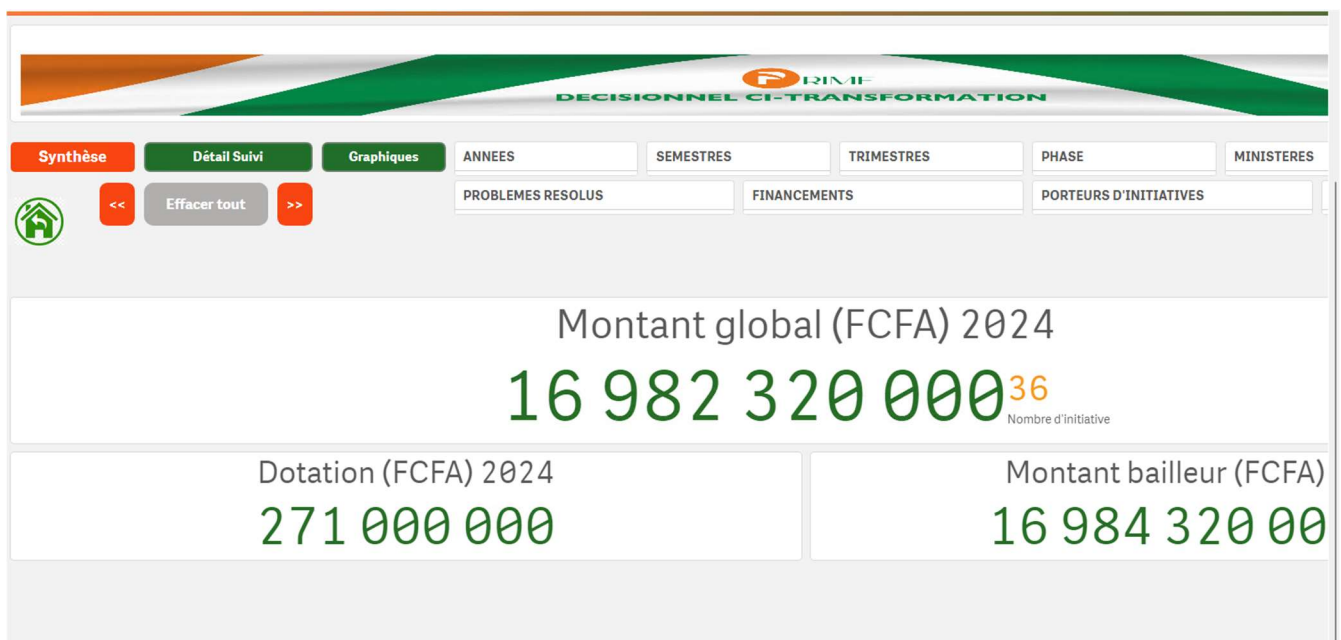 PRIMF
DECISIONNEL CI-TRANSFORMATION
Synthèse
Détail Suivi
Graphiques
ANNEES
SEMESTRES
TRIMESTRES
PHASE
MINISTERES
<<
Effacer tout
>>
PROBLEMES RESOLUS
FINANCEMENTS
PORTEURS D'INITIATIVES
Montant global (FCFA) 2024
16 982 320 000
36
Nombre d'initiative
Dotation (FCFA) 2024
271 000 000
Montant bailleur (FCFA)
16 984 320 00